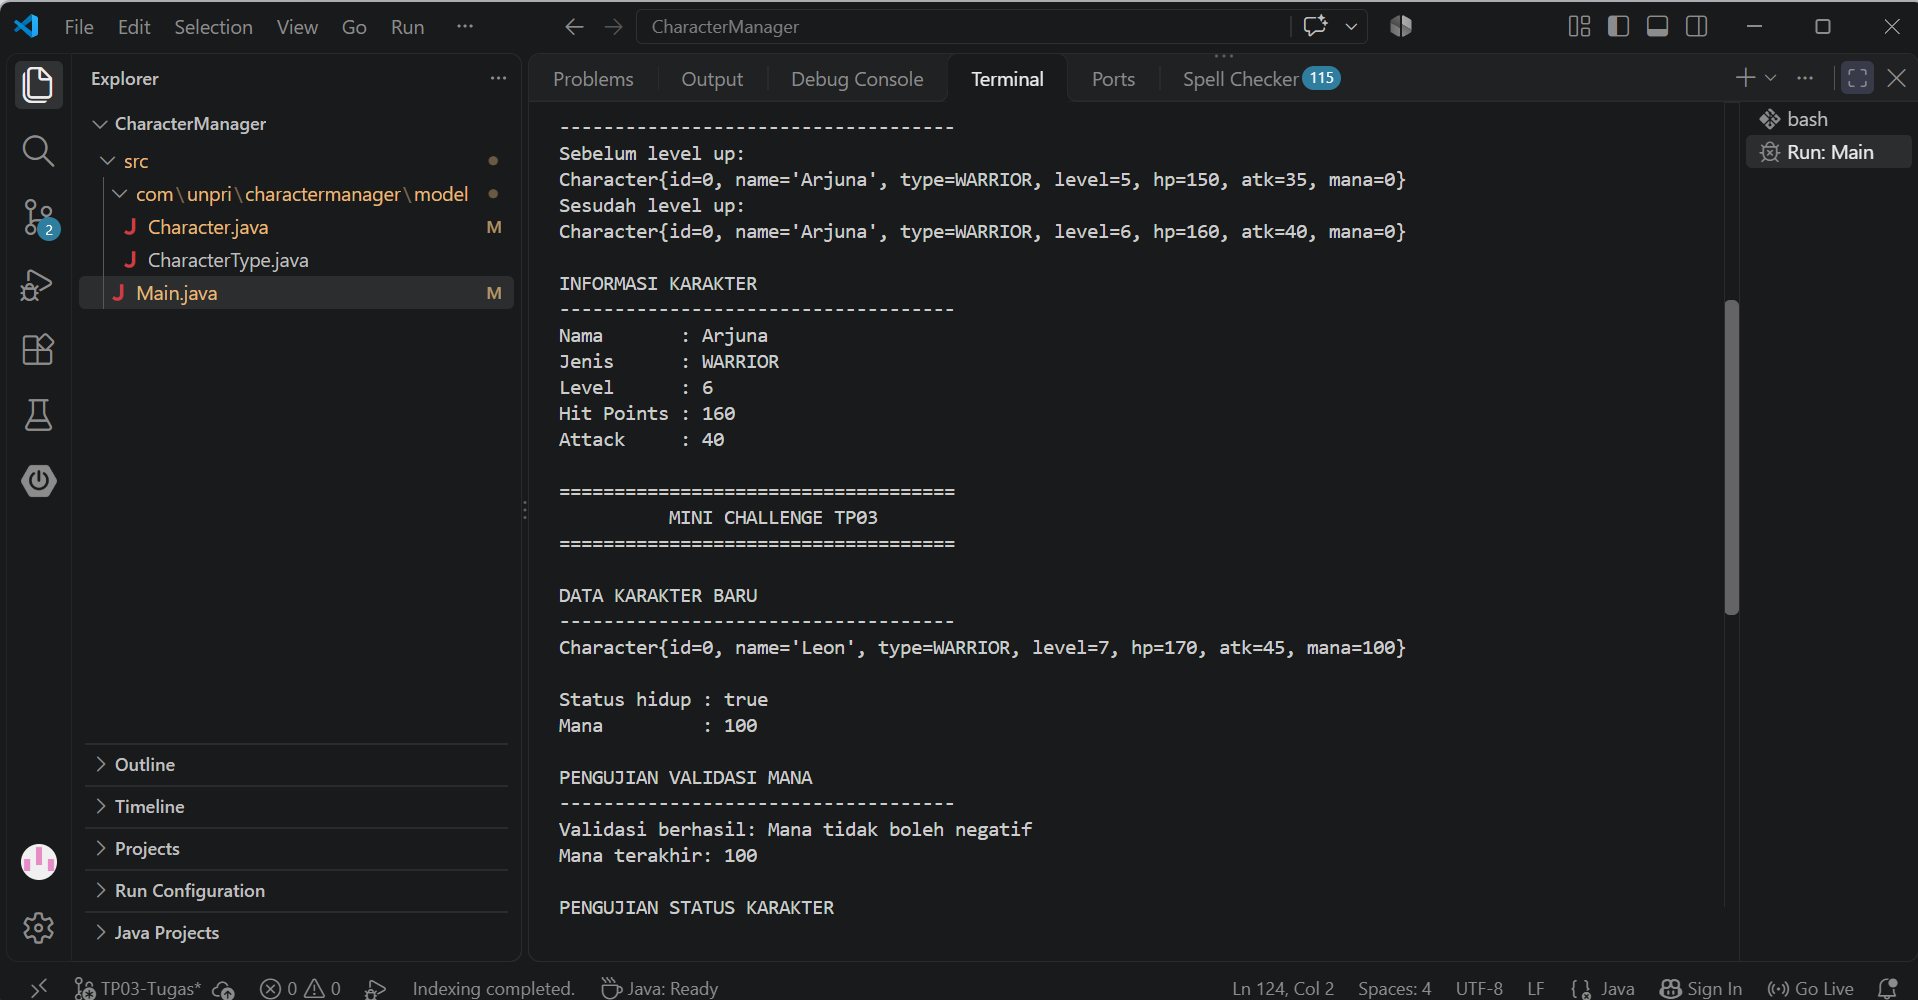 File Edit Selection View Go Run ···
CharacterManager
Explorer
CharacterManager
src
com\unpri\charactermanager\model
Character.java M
CharacterType.java
Main.java M
2
Outline
Timeline
Projects
Run Configuration
Java Projects
Problems Output Debug Console Terminal Ports Spell Checker 115
bash
Run: Main
------------------------------------
Sebelum level up:
Character{id=0, name='Arjuna', type=WARRIOR, level=5, hp=150, atk=35, mana=0}
Sesudah level up:
Character{id=0, name='Arjuna', type=WARRIOR, level=6, hp=160, atk=40, mana=0}
INFORMASI KARAKTER
------------------------------------
Nama       : Arjuna
Jenis      : WARRIOR
Level      : 6
Hit Points : 160
Attack     : 40
====================================
MINI CHALLENGE TP03
====================================
DATA KARAKTER BARU
------------------------------------
Character{id=0, name='Leon', type=WARRIOR, level=7, hp=170, atk=45, mana=100}
Status hidup : true
Mana         : 100
PENGUJIAN VALIDASI MANA
------------------------------------
Validasi berhasil: Mana tidak boleh negatif
Mana terakhir: 100
PENGUJIAN STATUS KARAKTER
TP03-Tugas* 0 0 Indexing completed. Java: Ready Ln 124, Col 2 Spaces: 4 UTF-8 LF Java Sign In Go Live